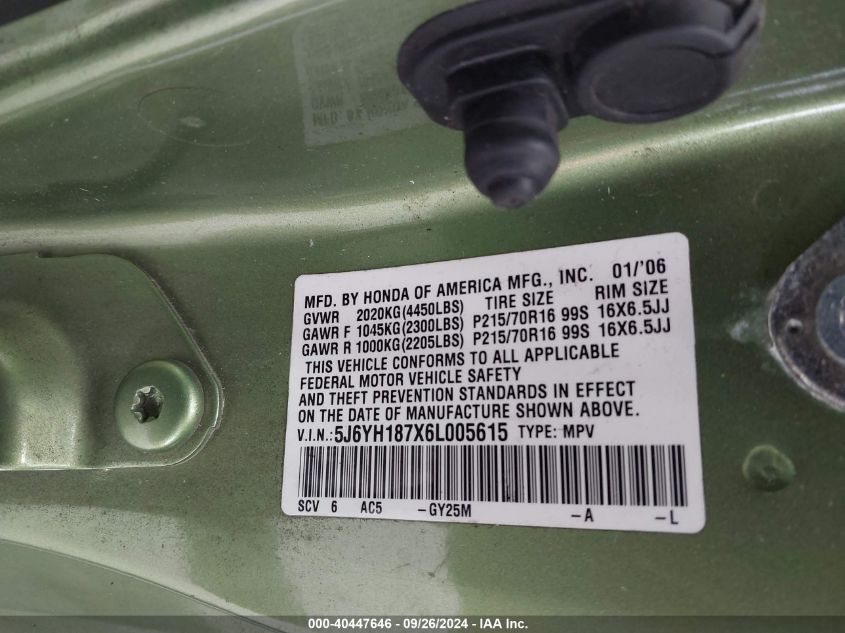 MFD. BY HONDA OF AMERICA MFG., INC. 01/'06
GVWR 2020KG(4450LBS) TIRE SIZE RIM SIZE
GAWR F 1045KG(2300LBS) P215/70R16 99S 16X6.5JJ
GAWR R 1000KG(2205LBS) P215/70R16 99S 16X6.5JJ
THIS VEHICLE CONFORMS TO ALL APPLICABLE
FEDERAL MOTOR VEHICLE SAFETY
AND THEFT PREVENTION STANDARDS IN EFFECT
ON THE DATE OF MANUFACTURE SHOWN ABOVE.
V.I.N.:5J6YH187X6L005615 TYPE: MPV
SCV 6 AC5 -GY25M -A -L
000-40447646 - 09/26/2024 - IAA Inc.